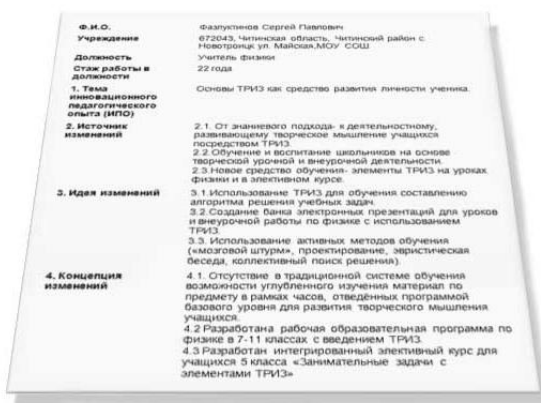 Ф.И.О. Фазлуктинов Сергей Павлович
Учреждение 672043, Читинская область, Читинский район с.
Новотроицк ул. Майская,МОУ СОШ
Должность Учитель физики
Стаж работы в 22 года
должности
1. Тема Основы ТРИЗ как средство развития личности ученика.
инновационного
педагогического
опыта (ИПО)
2. Источник 2.1. От знаниевого подхода- к деятельностному,
изменений развивающему творческое мышление учащихся
посредством ТРИЗ.
2.2.Обучение и воспитание школьников на основе
творческой урочной и внеурочной деятельности.
2.3.Новое средство обучения- элементы ТРИЗ на уроках
физики и в элективном курсе.
3. Идея изменений 3.1.Использование ТРИЗ для обучения составлению
алгоритма решения учебных задач.
3.2.Создание банка электронных презентаций для уроков
и внеурочной работы по физике с использованием
ТРИЗ.
3.3. Использование активных методов обучения
(«мозговой штурм», проектирование, эвристическая
беседа, коллективный поиск решения).
4. Концепция 4.1. Отсутствие в традиционной системе обучения
изменений возможности углубленного изучения материал по
предмету в рамках часов, отведённых программой
базового уровня для развития творческого мышления
учащихся.
4.2 Разработана рабочая образовательная программа по
физике в 7-11 классах с введением ТРИЗ.
4.3 Разработан интегрированный элективный курс для
учащихся 5 класса «Занимательные задачи с
элементами ТРИЗ»